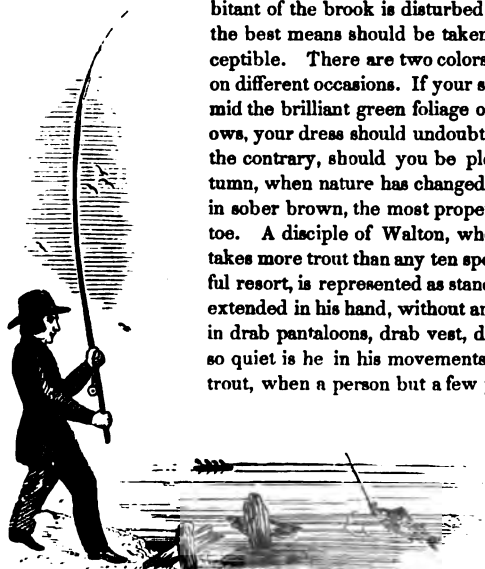 bitant of the brook is disturbed
the best means should be taken
ceptible. There are two colors
on different occasions. If your s
mid the brilliant green foliage o
ows, your dress should undoubt
the contrary, should you be ple
tumn, when nature has changed
in sober brown, the most prope
toe. A disciple of Walton, who
takes more trout than any ten spe
ful resort, is represented as stand
extended in his hand, without an
in drab pantaloons, drab vest, d
so quiet is he in his movements
trout, when a person but a few